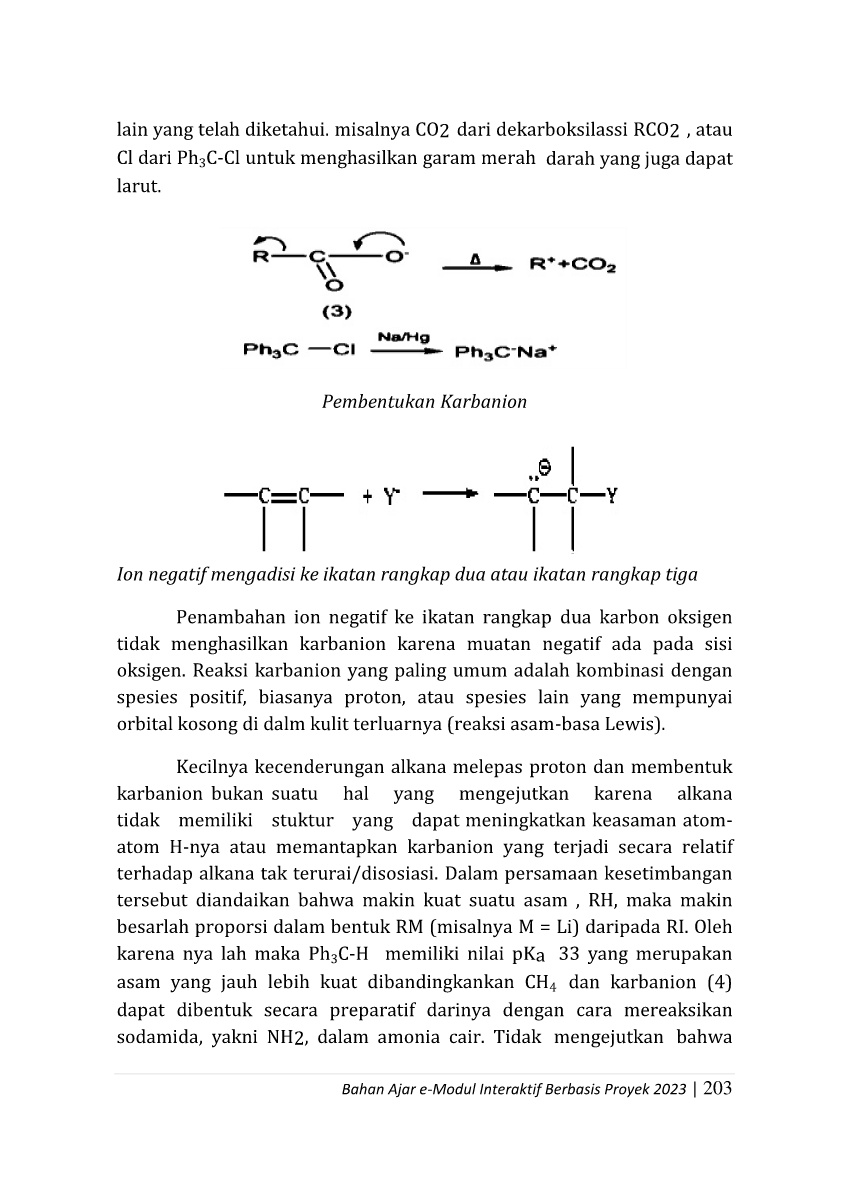 lain yang telah diketahui. misalnya CO2 dari dekarboksilassi RCO2 , atau
Cl dari Ph₃C-Cl untuk menghasilkan garam merah darah yang juga dapat
larut.
R—C—O⁻ Δ R⁺+CO₂
O
(3)
Ph₃C —Cl Na/Hg Ph₃C⁻Na⁺
Pembentukan Karbanion
⊖
—C=C— + Y⁻ —C—C—Y
Ion negatif mengadisi ke ikatan rangkap dua atau ikatan rangkap tiga
Penambahan ion negatif ke ikatan rangkap dua karbon oksigen
tidak menghasilkan karbanion karena muatan negatif ada pada sisi
oksigen. Reaksi karbanion yang paling umum adalah kombinasi dengan
spesies positif, biasanya proton, atau spesies lain yang mempunyai
orbital kosong di dalm kulit terluarnya (reaksi asam-basa Lewis).
Kecilnya kecenderungan alkana melepas proton dan membentuk
karbanion bukan suatu hal yang mengejutkan karena alkana
tidak memiliki stuktur yang dapat meningkatkan keasaman atom-
atom H-nya atau memantapkan karbanion yang terjadi secara relatif
terhadap alkana tak terurai/disosiasi. Dalam persamaan kesetimbangan
tersebut diandaikan bahwa makin kuat suatu asam , RH, maka makin
besarlah proporsi dalam bentuk RM (misalnya M = Li) daripada RI. Oleh
karena nya lah maka Ph₃C-H memiliki nilai pKa 33 yang merupakan
asam yang jauh lebih kuat dibandingkankan CH₄ dan karbanion (4)
dapat dibentuk secara preparatif darinya dengan cara mereaksikan
sodamida, yakni NH2, dalam amonia cair. Tidak mengejutkan bahwa
Bahan Ajar e-Modul Interaktif Berbasis Proyek 2023 | 203